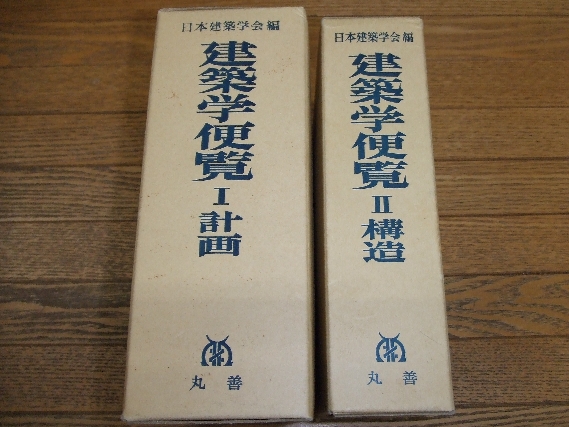 日本建築学会編
建築学便覧
I 計画
丸善
日本建築学会編
建築学便覧
II 構造
丸善